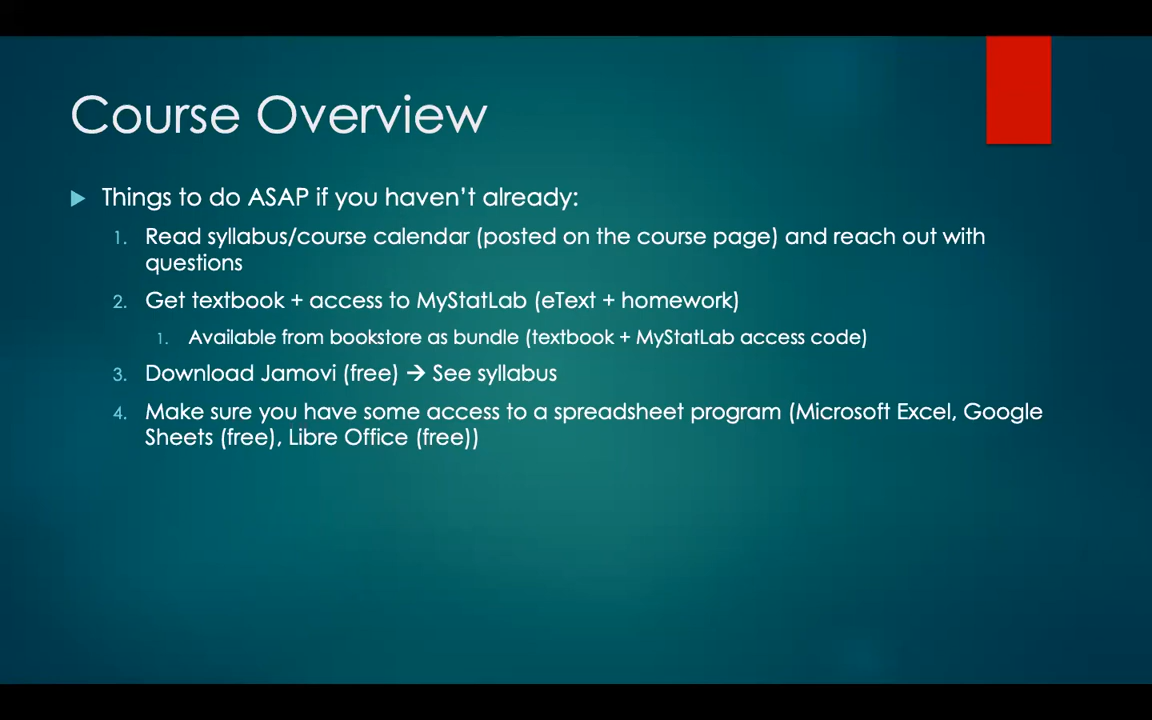 Course Overview
Things to do ASAP if you haven’t already:
1. Read syllabus/course calendar (posted on the course page) and reach out with
questions
2. Get textbook + access to MyStatLab (eText + homework)
1. Available from bookstore as bundle (textbook + MyStatLab access code)
3. Download Jamovi (free) → See syllabus
4. Make sure you have some access to a spreadsheet program (Microsoft Excel, Google
Sheets (free), Libre Office (free))